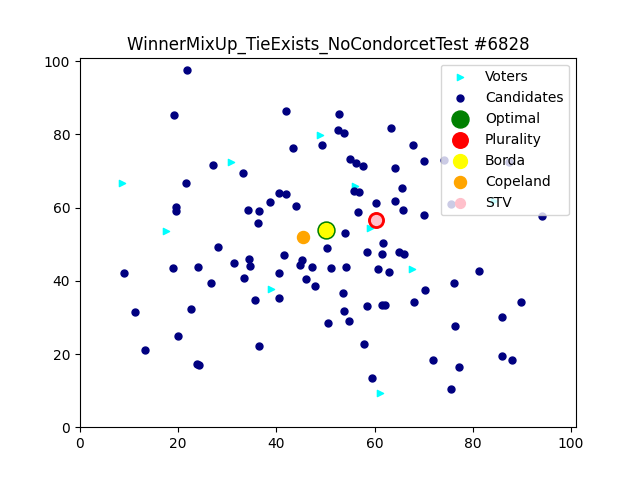 WinnerMixUp_TieExists_NoCondorcetTest #6828
100
80
60
40
20
0
0
20
40
60
80
100
Voters
Candidates
Optimal
Plurality
Borda
Copeland
STV